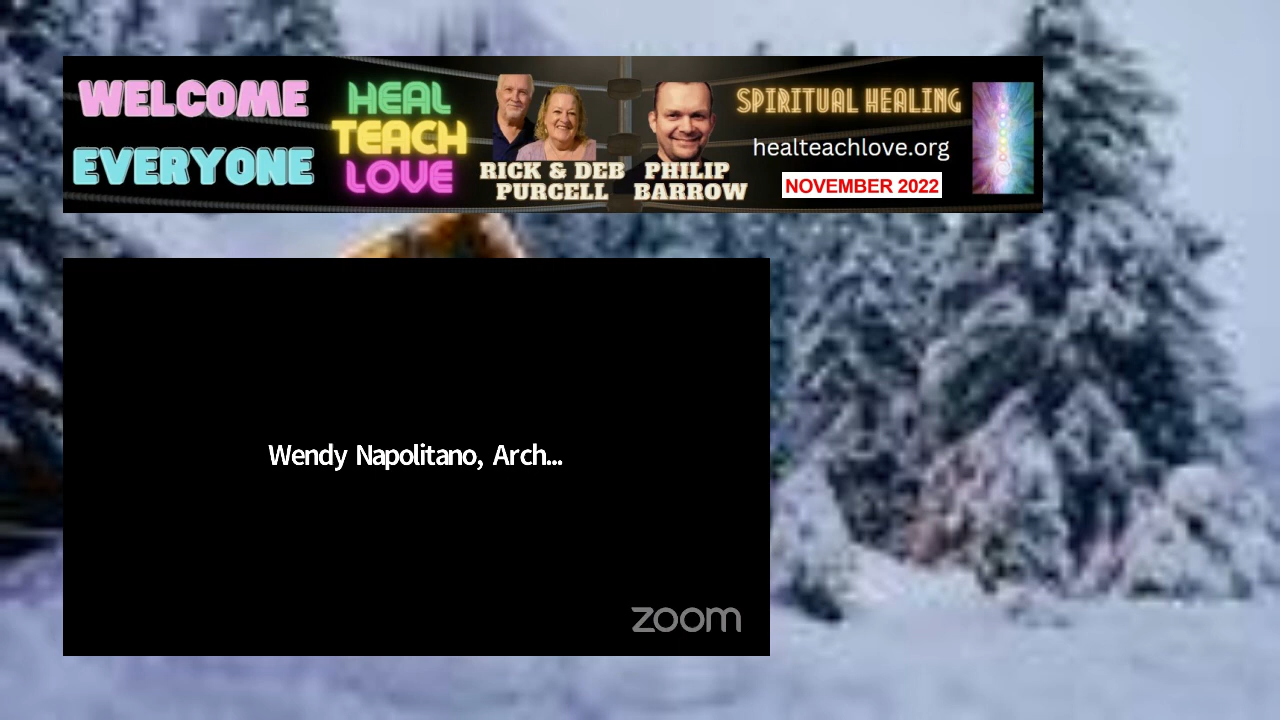 WELCOME
EVERYONE
HEAL
TEACH
LOVE
RICK & DEB
PURCELL
PHILIP
BARROW
SPIRITUAL HEALING
healteachlove.org
NOVEMBER 2022
Wendy Napolitano, Arch...
zoom